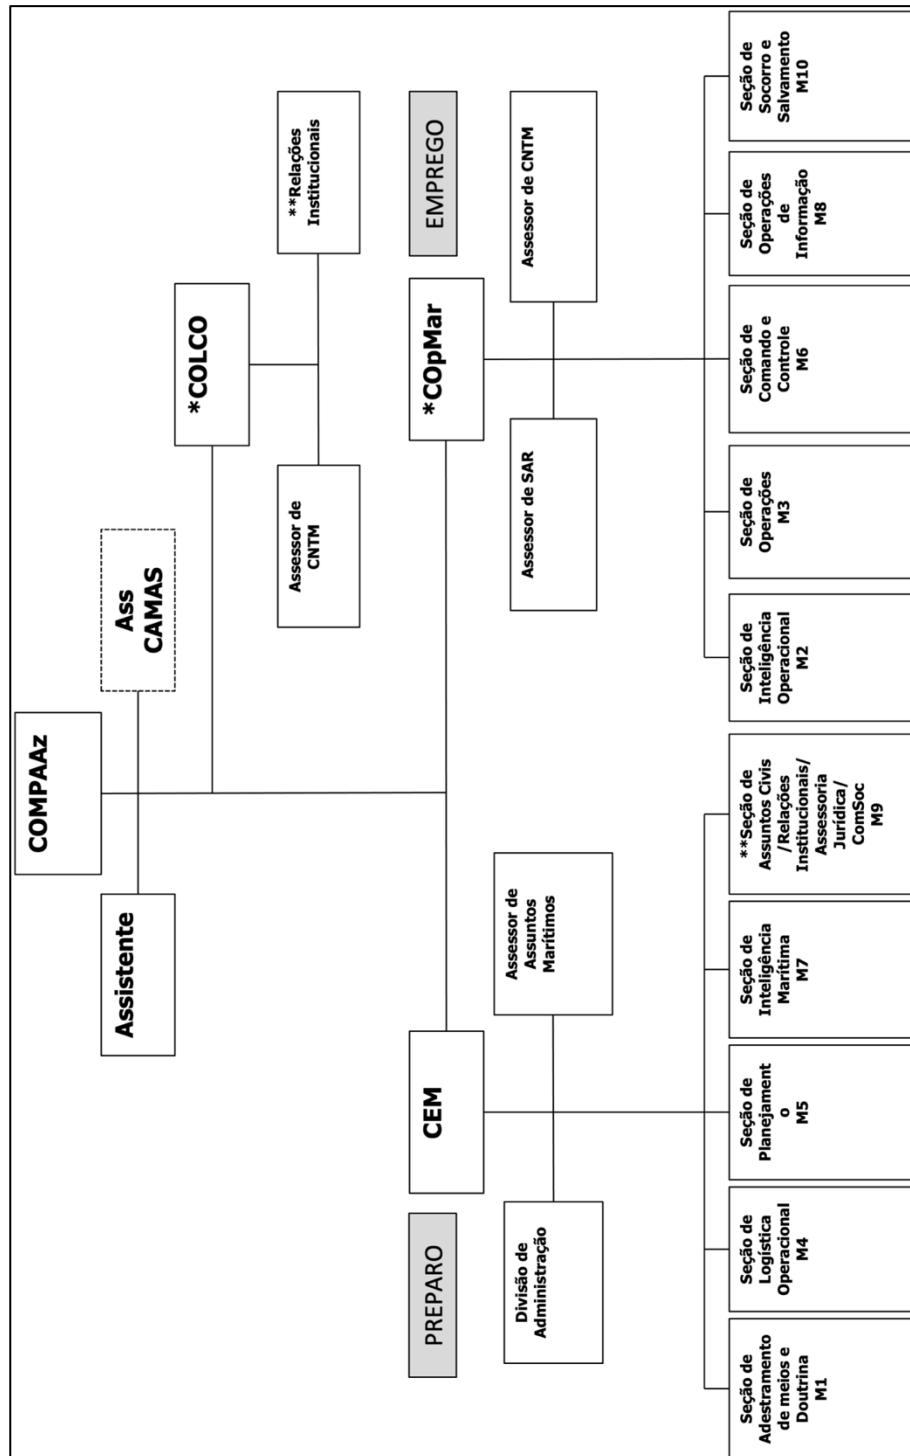 COMPAAz
Assistente
Ass
CAMAS
*COLCO
Assessor de
CNTM
**Relações
Institucionais
PREPARO
CEM
*COpMar
EMPREGO
Divisão de
Administração
Assessor de
Assuntos
Marítimos
Assessor de SAR
Assessor de CNTM
Seção de
Adestramento
de meios e
Doutrina
M1
Seção de
Logística
Operacional
M4
Seção de
Planejament
o
M5
Seção de
Inteligência
Marítima
M7
**Seção de
Assuntos Civis
/Relações
Institucionais/
Assessoria
Jurídica/
ComSoc
M9
Seção de
Inteligência
Operacional
M2
Seção de
Operações
M3
Seção de
Comando e
Controle
M6
Seção de
Operações
de
Informação
M8
Seção de
Socorro e
Salvamento
M10